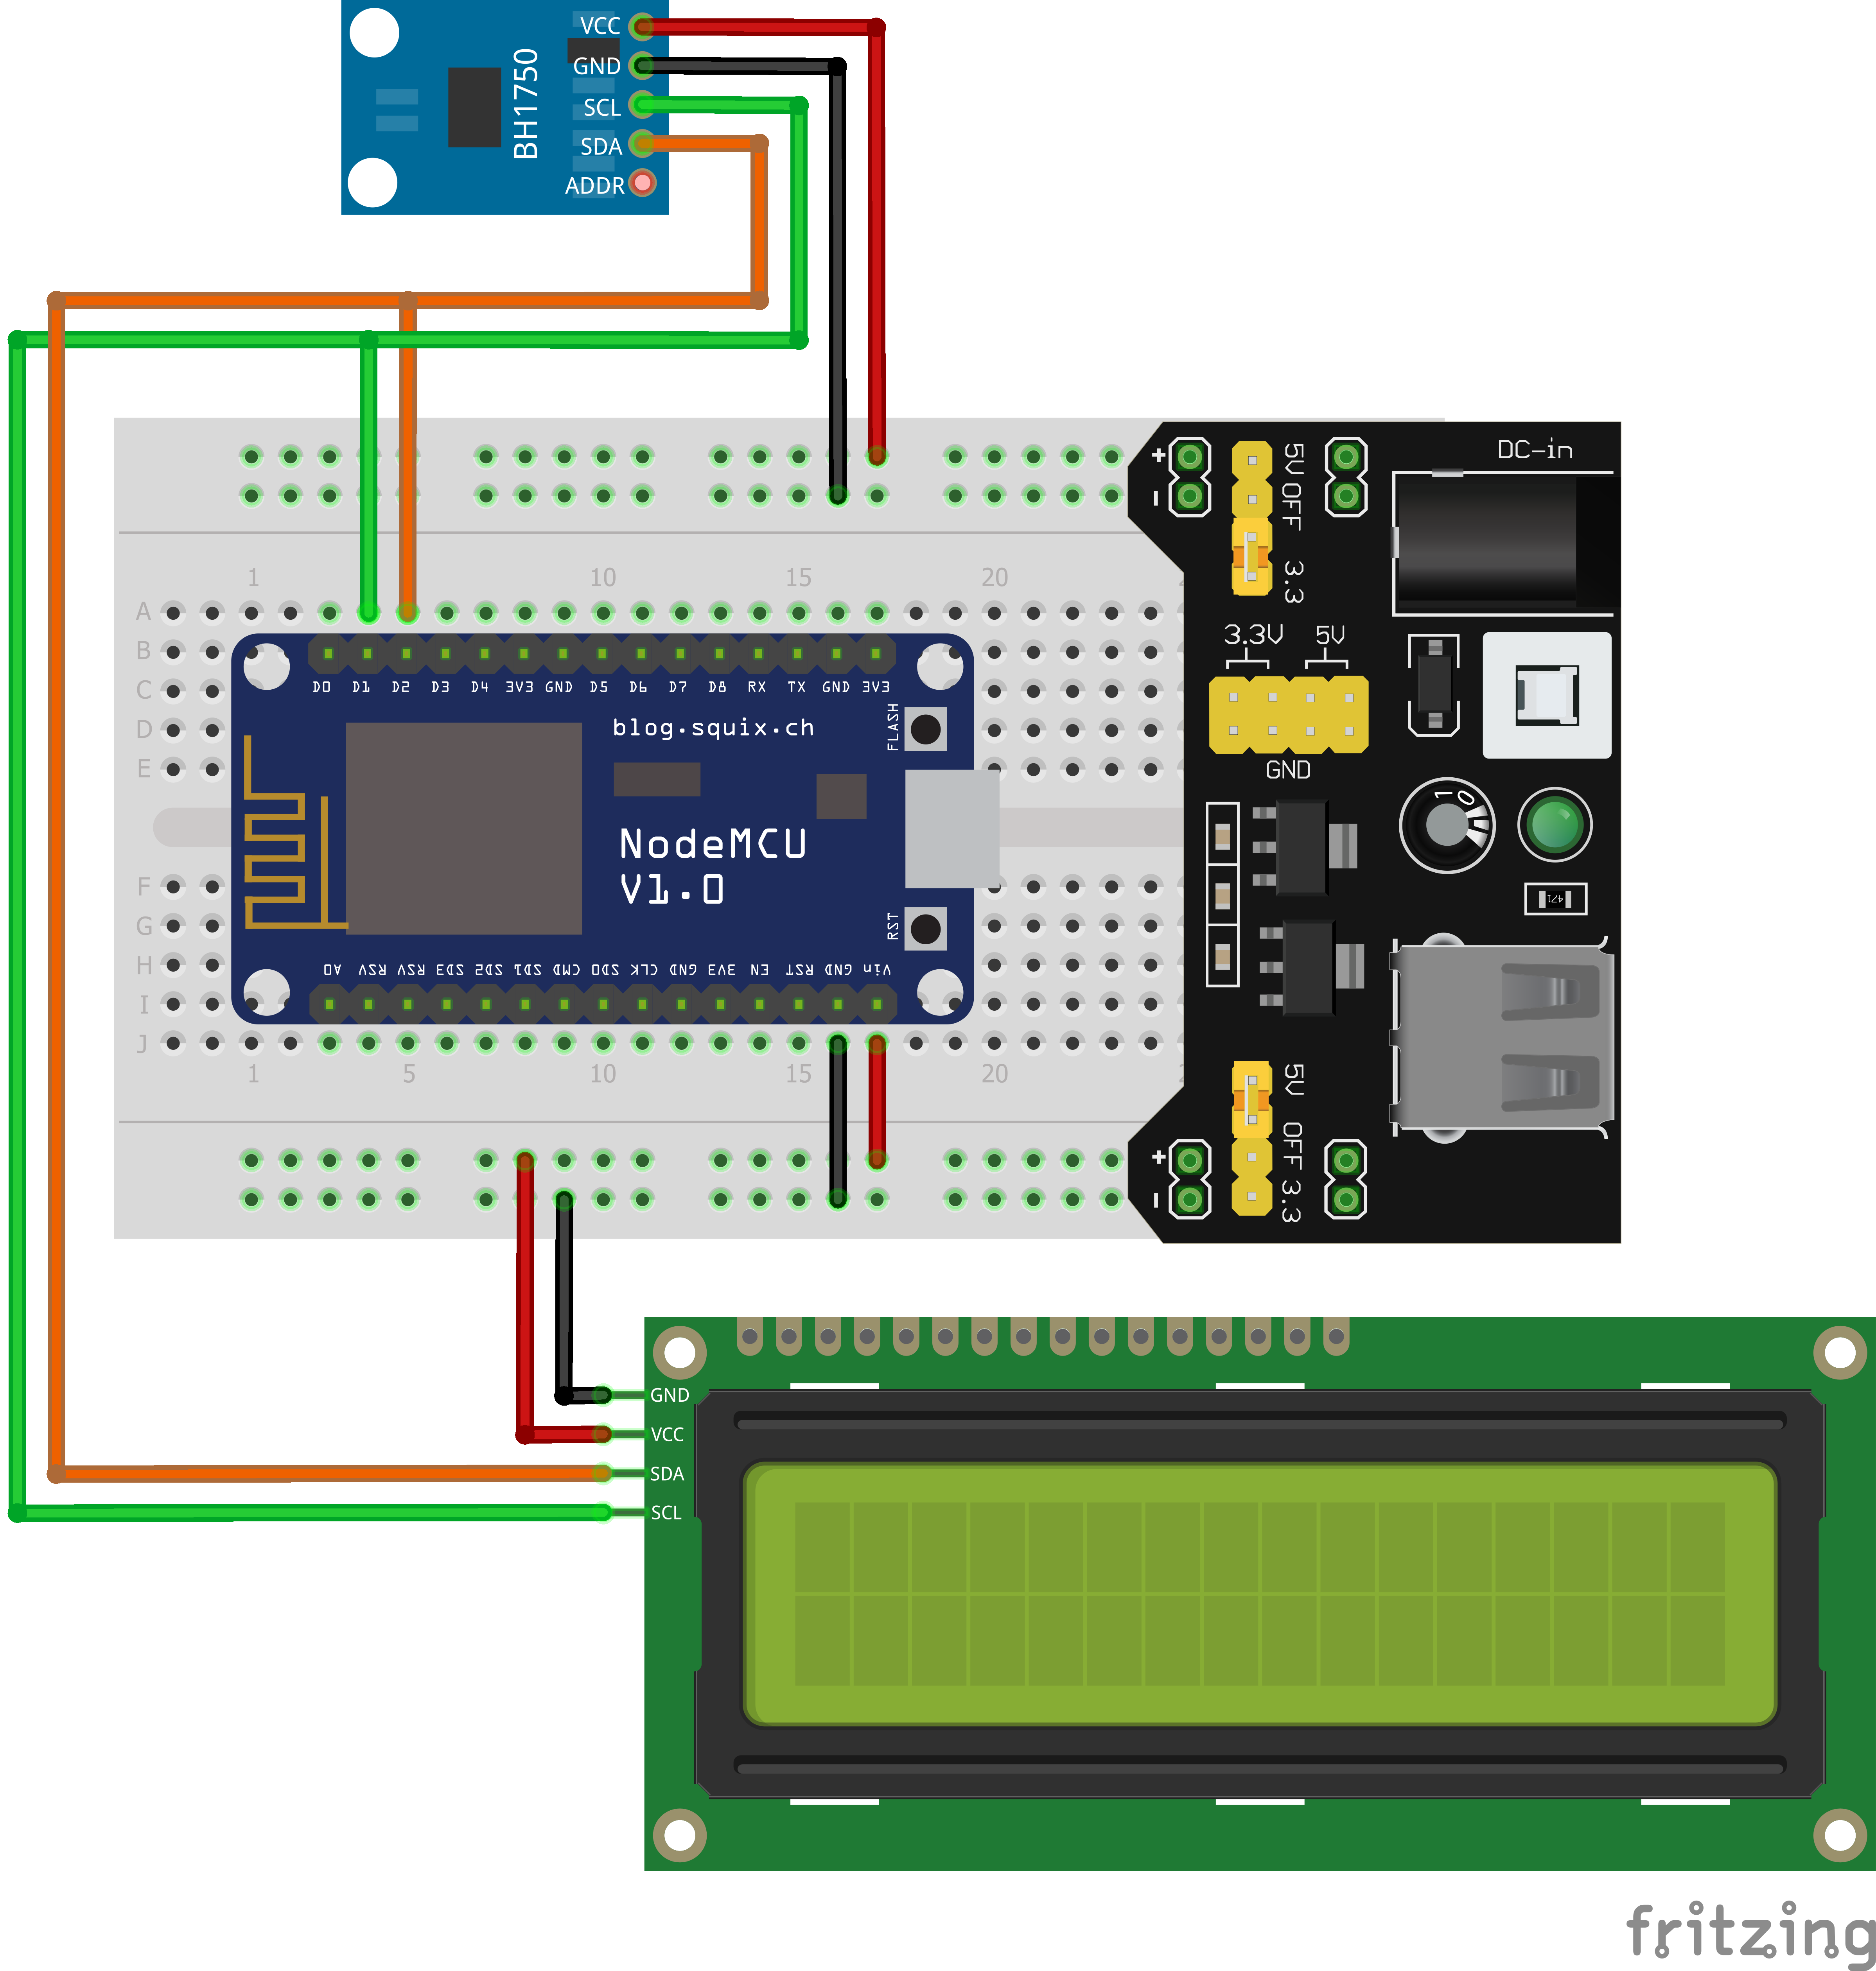 VCC
GND
SCL
SDA
ADDR
BH1750
DC-in
+
-
5V
OFF
3.3
1 10 15 20
A
B
C
D
E
F
G
H
I
J
D0 D1 D2 D3 D4 3V3 GND D5 D6 D7 D8 RX TX GND 3V3
blog.squix.ch
FLASH
NodeMCU
V1.0
RST
A0 RSV RSV SD3 SD2 SD1 CMD SD0 CLK GND 3V3 EN RST GND Vin
1 5 10 15 20
3.3V 5V
GND
10
471
5V
OFF
3.3
+
-
GND
VCC
SDA
SCL
fritzing